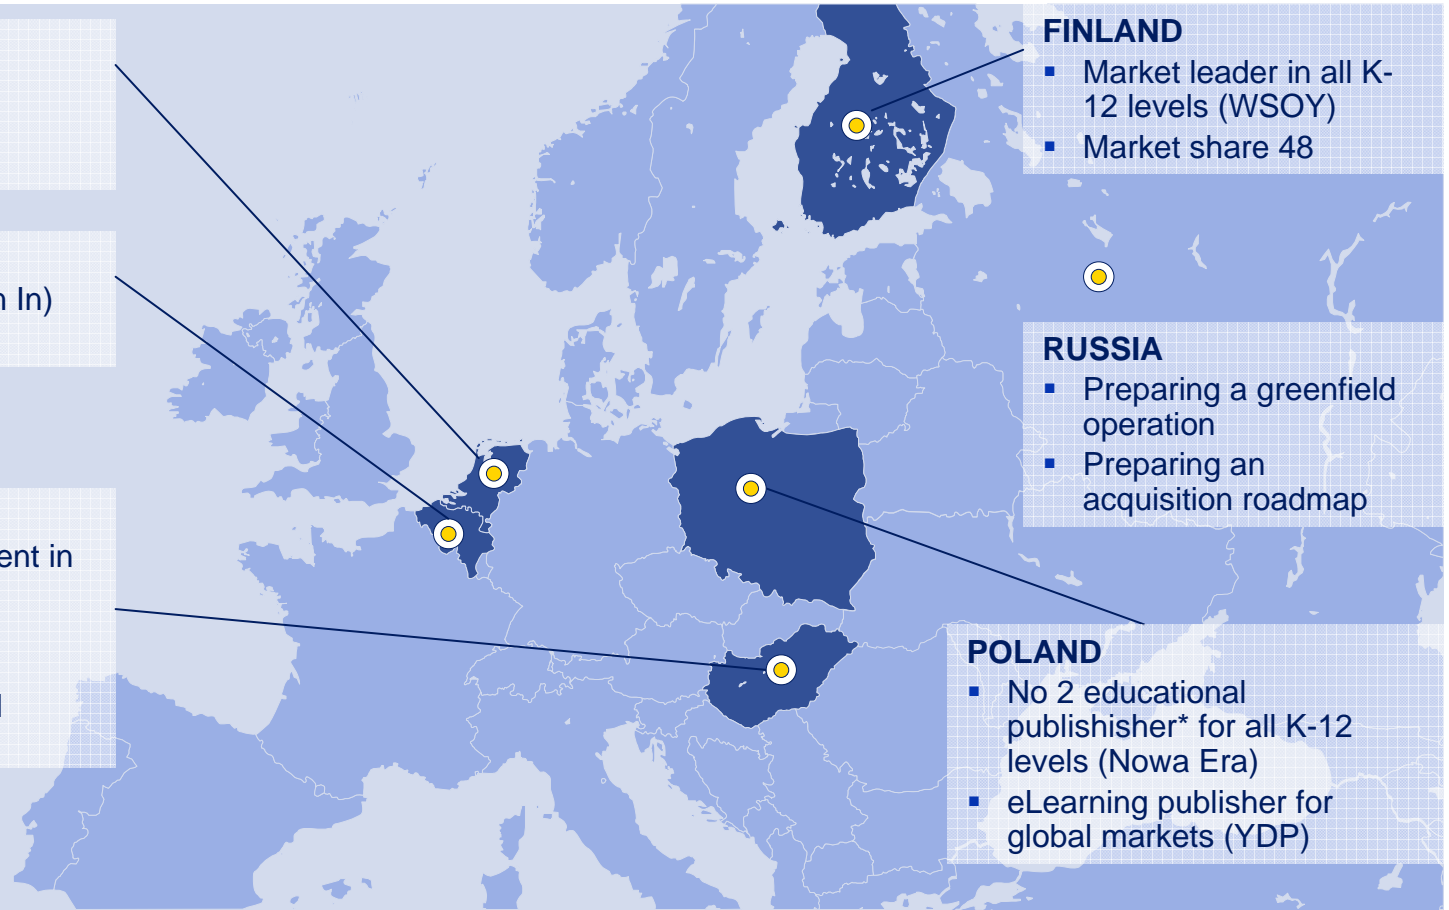 n In)
ent in
FINLAND
▪ Market leader in all K-
12 levels (WSOY)
▪ Market share 48
RUSSIA
▪ Preparing a greenfield
operation
▪ Preparing an
acquisition roadmap
POLAND
▪ No 2 educational
publishisher* for all K-12
levels (Nowa Era)
▪ eLearning publisher for
global markets (YDP)